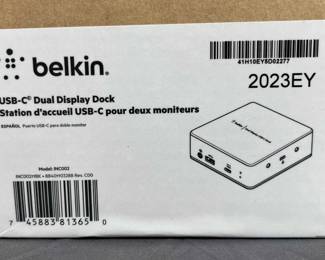 belkin.
41H10EY8D02277
2023EY
USB-C® Dual Display Dock
Station d'accueil USB-C pour deux moniteurs
ESPAÑOL Puerto USB-C para doble monitor
Model: INC002
7 45883 81365 0